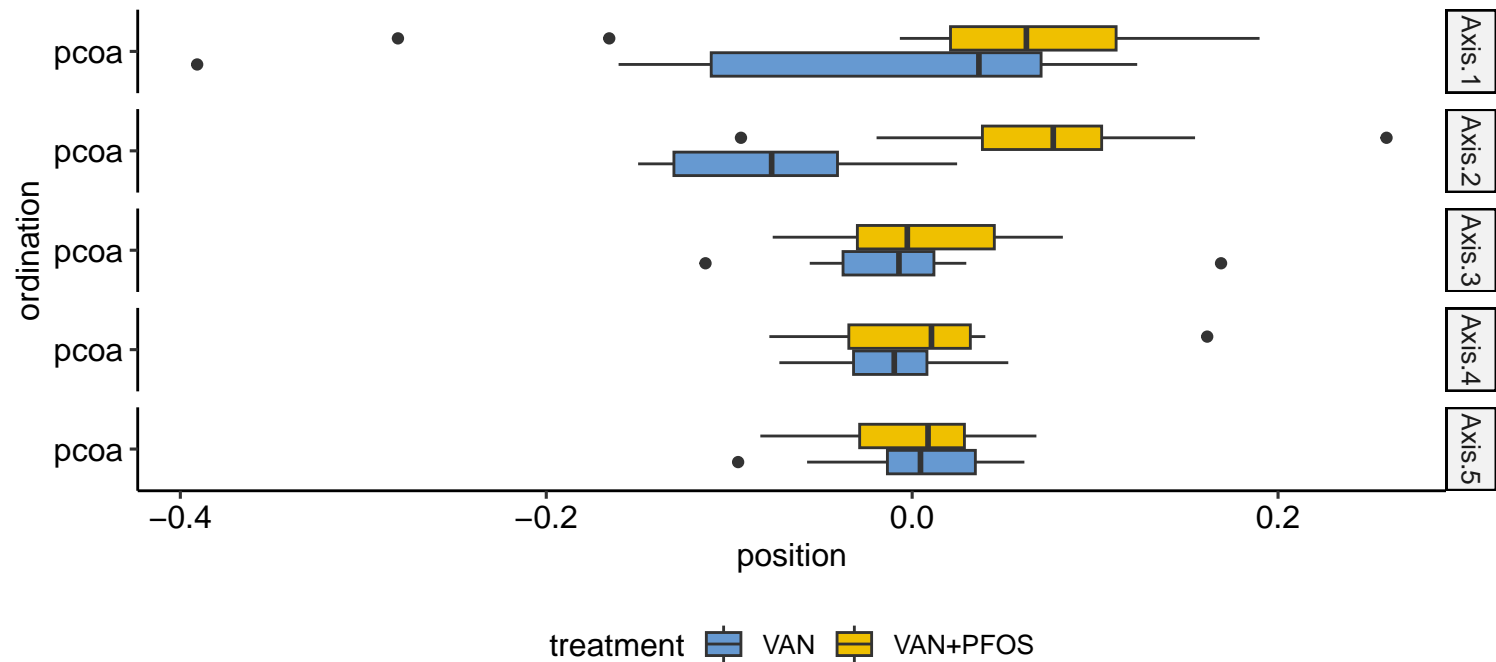 pcoa
Axis.1
pcoa
Axis.2
ordination
pcoa
Axis.3
pcoa
Axis.4
pcoa
Axis.5
−0.4 −0.2 0.0 0.2
position
treatment VAN VAN+PFOS